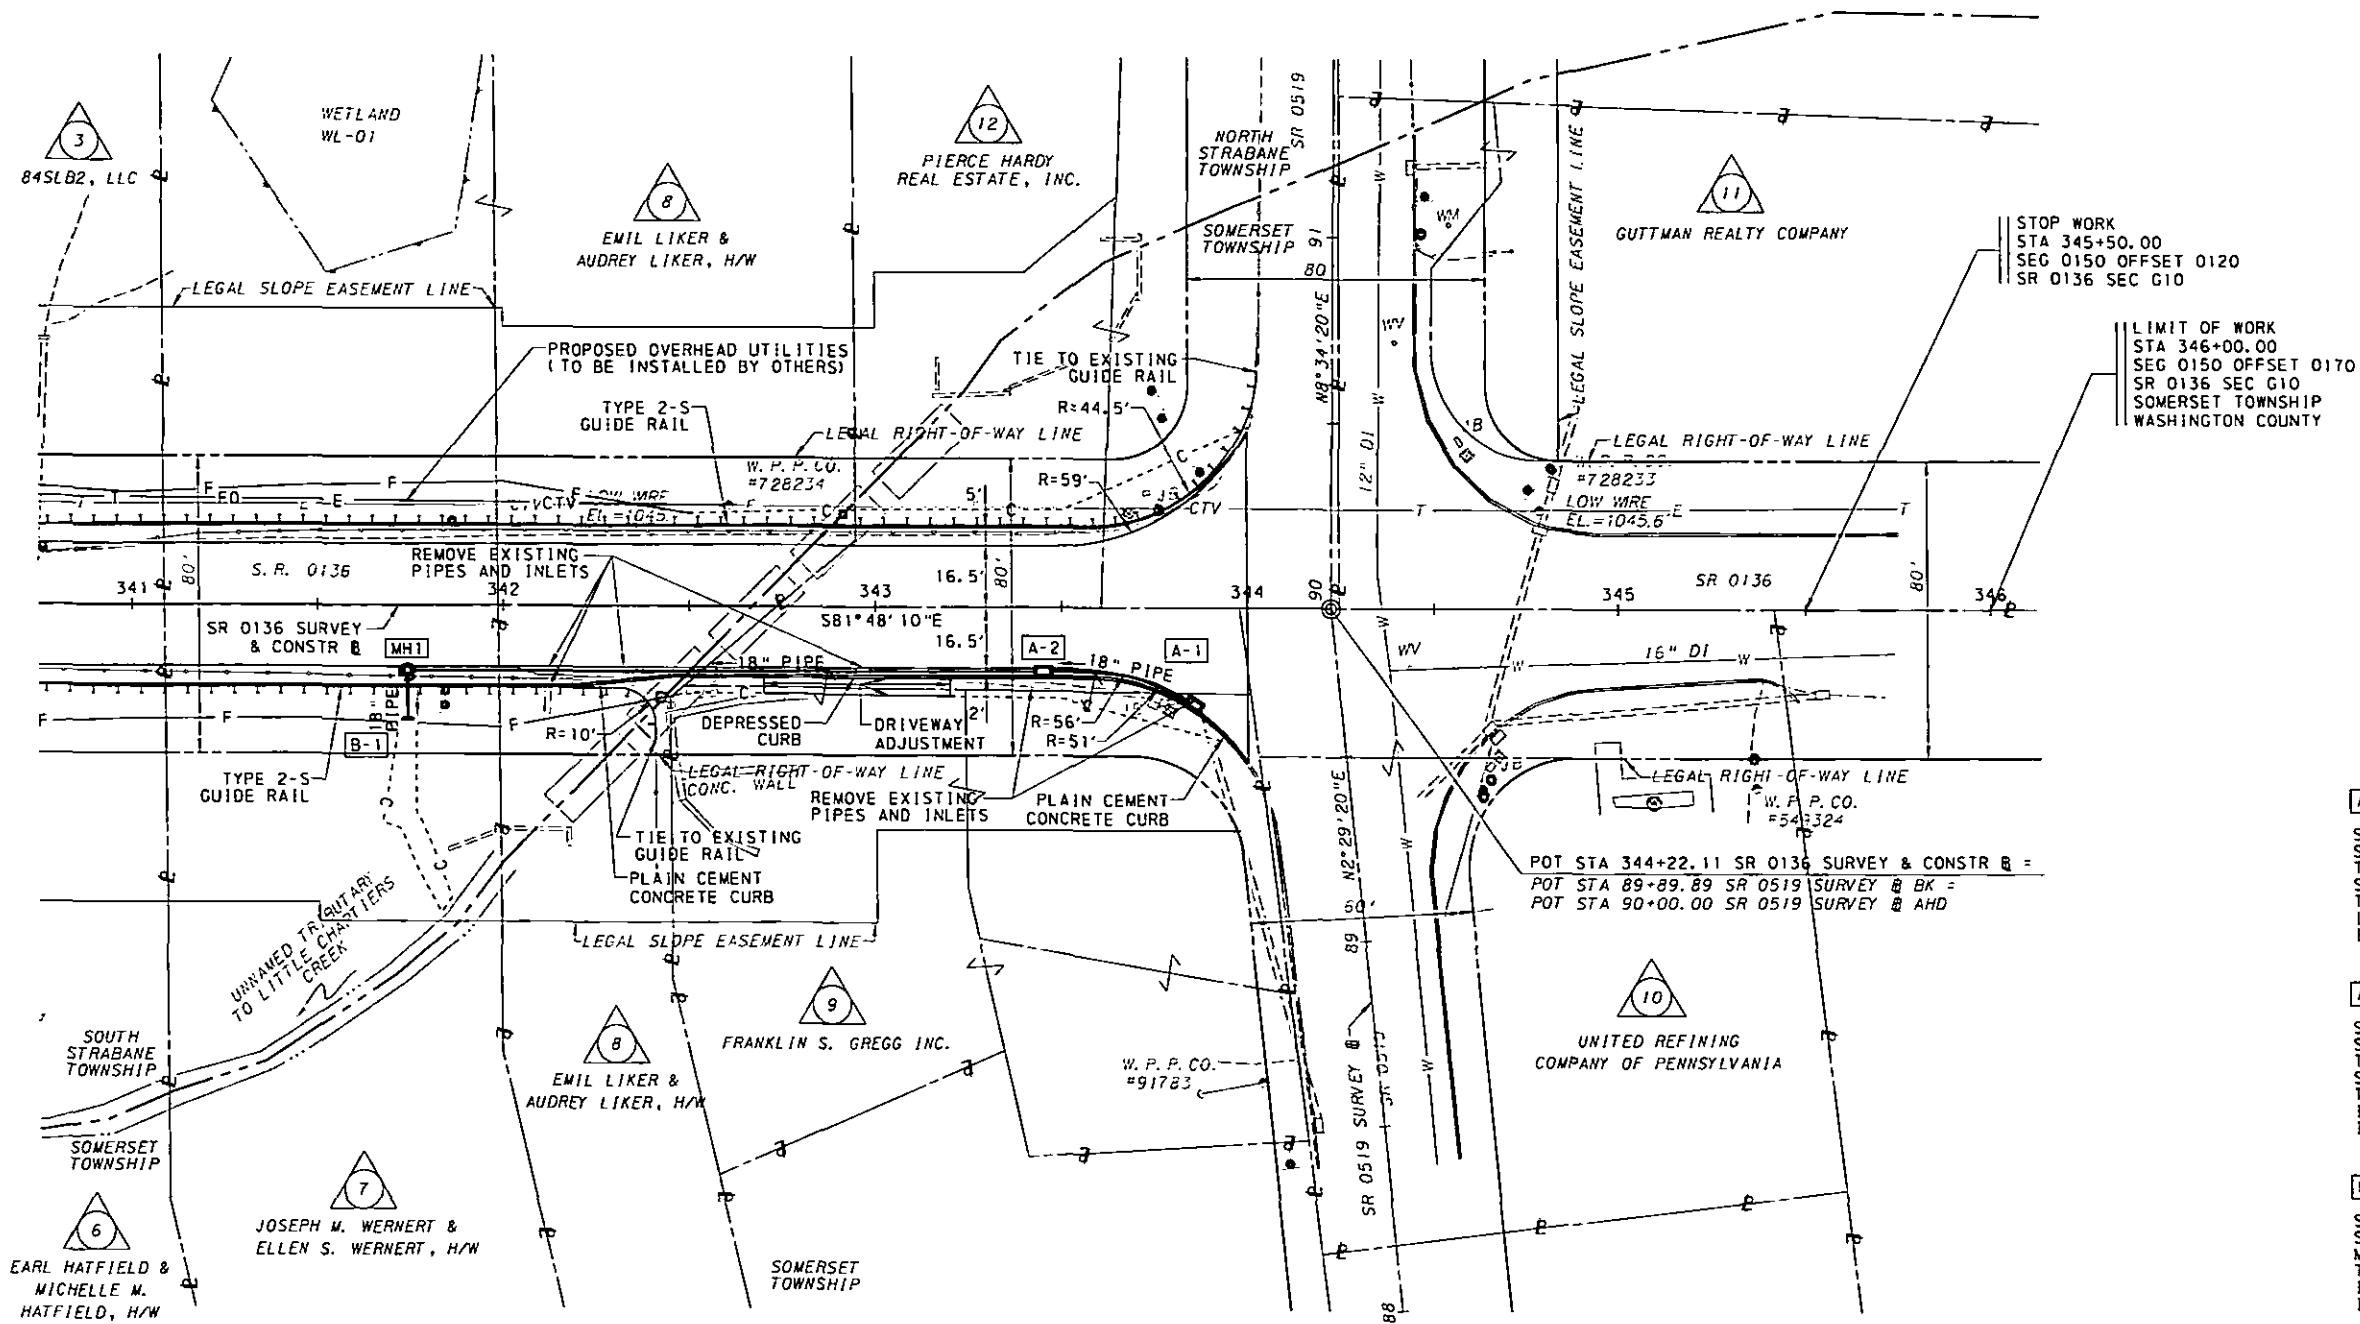 3
84SLB2, LLC
WETLAND
WL-01
8
EMIL LIKER &
AUDREY LIKER, H/W
12
PIERCE HARDY
REAL ESTATE, INC.
NORTH
STRABANE
TOWNSHIP
SOMERSET
TOWNSHIP
SR 0519
91
80
N8°34'20"E
LEGAL SLOPE EASEMENT LINE
11
GUTTMAN REALTY COMPANY
STOP WORK
STA 345+50.00
SEG 0150 OFFSET 0120
SR 0136 SEC G10
LIMIT OF WORK
STA 346+00.00
SEG 0150 OFFSET 0170
SR 0136 SEC G10
SOMERSET TOWNSHIP
WASHINGTON COUNTY
LEGAL SLOPE EASEMENT LINE
PROPOSED OVERHEAD UTILITIES
(TO BE INSTALLED BY OTHERS)
TYPE 2-S
GUIDE RAIL
TIE TO EXISTING
GUIDE RAIL
R=44.5'
LEGAL RIGHT-OF-WAY LINE
W.P.P.CO.
#728234
R=59'
LOW WIRE
5'
CTV
12" DI
WM
WV
LEGAL RIGHT-OF-WAY LINE
#728233
LOW WIRE
EL.=1045.6'
REMOVE EXISTING
PIPES AND INLETS
S.R. 0136
80'
16.5'
80'
341
342
343
344
90
345
346
SR 0136
80'
S81°48'10"E
16.5'
SR 0136 SURVEY
& CONSTR B
MH1
A-2
A-1
18" PIPE
18" PIPE
WV
16" DI
18" PIPE
B-1
R=10'
DEPRESSED
CURB
DRIVEWAY
ADJUSTMENT
2'
R=56'
R=51'
TYPE 2-S
GUIDE RAIL
LEGAL RIGHT-OF-WAY LINE
CONC. WALL
REMOVE EXISTING
PIPES AND INLETS
PLAIN CEMENT
CONCRETE CURB
TIE TO EXISTING
GUIDE RAIL
PLAIN CEMENT
CONCRETE CURB
LEGAL RIGHT-OF-WAY LINE
W.P.P.CO.
N2°29'20"E
POT STA 344+22.11 SR 0136 SURVEY & CONSTR B =
POT STA 89+89.89 SR 0519 SURVEY B BK =
POT STA 90+00.00 SR 0519 SURVEY B AHD
60'
89
LEGAL SLOPE EASEMENT LINE
UNNAMED TRIBUTARY
TO LITTLE CHARTIERS
CREEK
SOUTH
STRABANE
TOWNSHIP
SOMERSET
TOWNSHIP
8
EMIL LIKER &
AUDREY LIKER, H/W
9
FRANKLIN S. GREGG INC.
W.P.P.CO.
#91783
SR 0519 SURVEY B
SR 0519
10
UNITED REFINING
COMPANY OF PENNSYLVANIA
6
EARL HATFIELD &
MICHELLE M.
HATFIELD, H/W
7
JOSEPH M. WERNERT &
ELLEN S. WERNERT, H/W
SOMERSET
TOWNSHIP
88